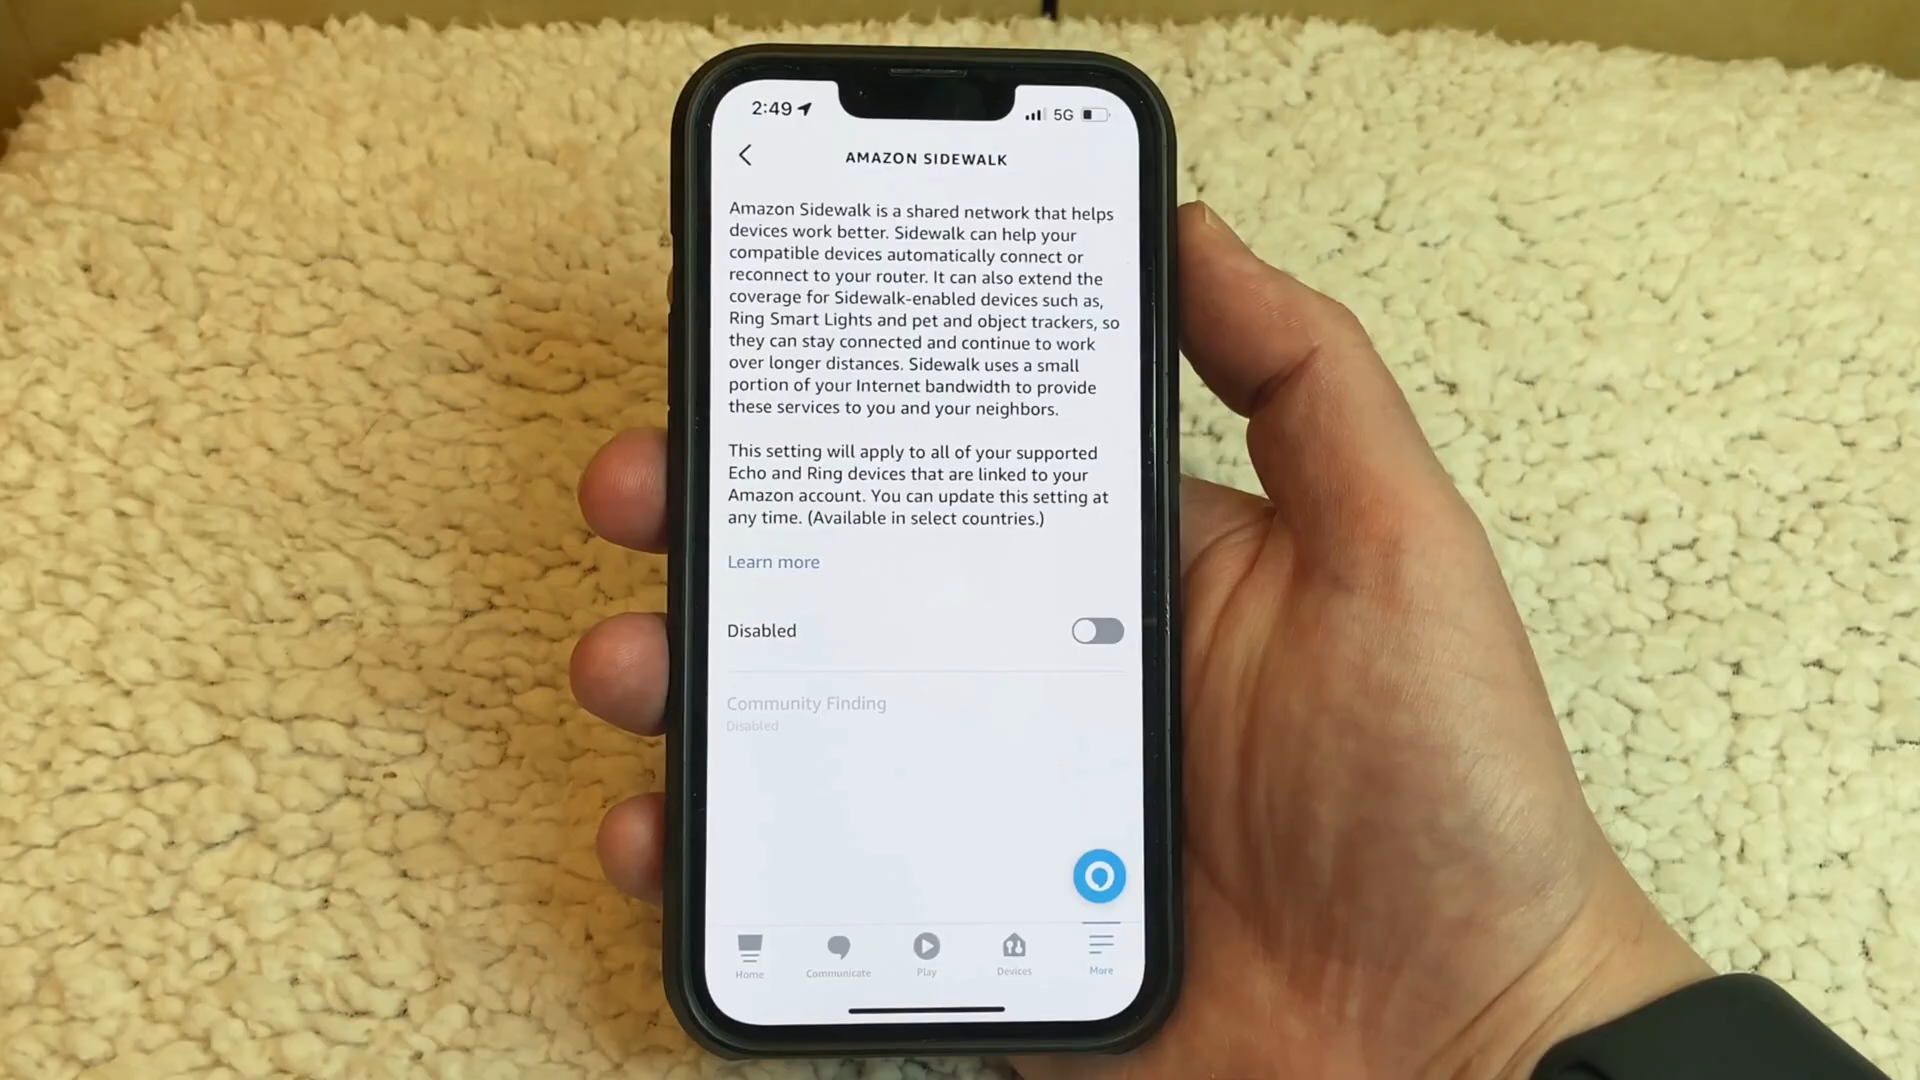 2:49
5G
AMAZON SIDEWALK
Amazon Sidewalk is a shared network that helps
devices work better. Sidewalk can help your
compatible devices automatically connect or
reconnect to your router. It can also extend the
coverage for Sidewalk-enabled devices such as,
Ring Smart Lights and pet and object trackers, so
they can stay connected and continue to work
over longer distances. Sidewalk uses a small
portion of your Internet bandwidth to provide
these services to you and your neighbors.
This setting will apply to all of your supported
Echo and Ring devices that are linked to your
Amazon account. You can update this setting at
any time. (Available in select countries.)
Learn more
Disabled
Community Finding
Disabled
Home
Communicate
Play
Devices
More